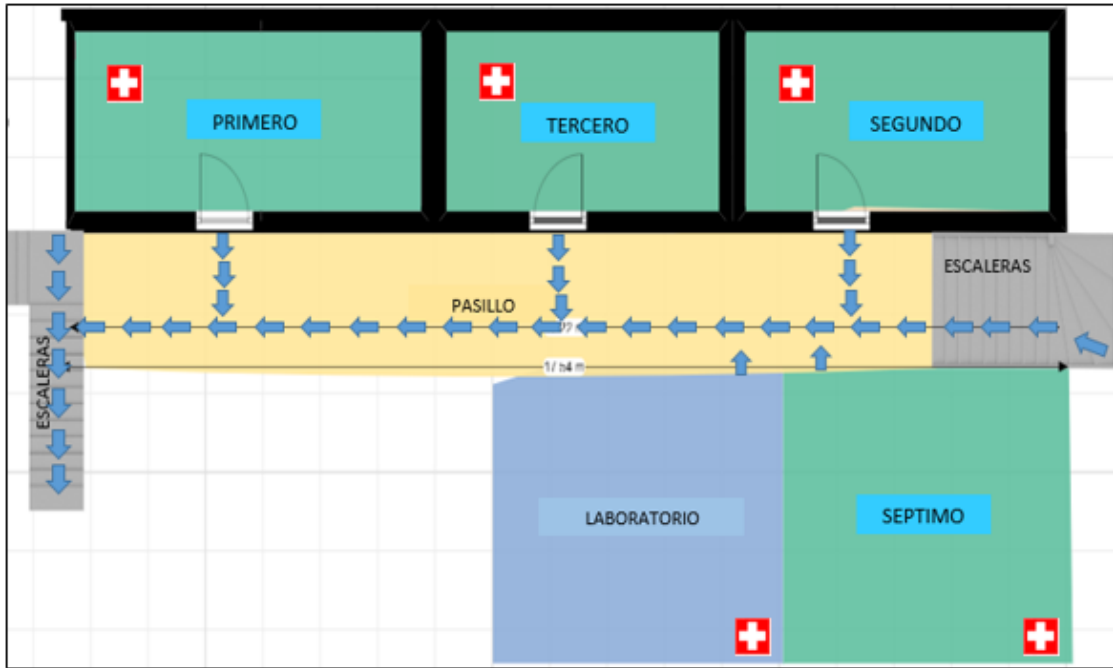 PRIMERO
TERCERO
SEGUNDO
ESCALERAS
PASILLO
ESCALERAS
LABORATORIO
SEPTIMO